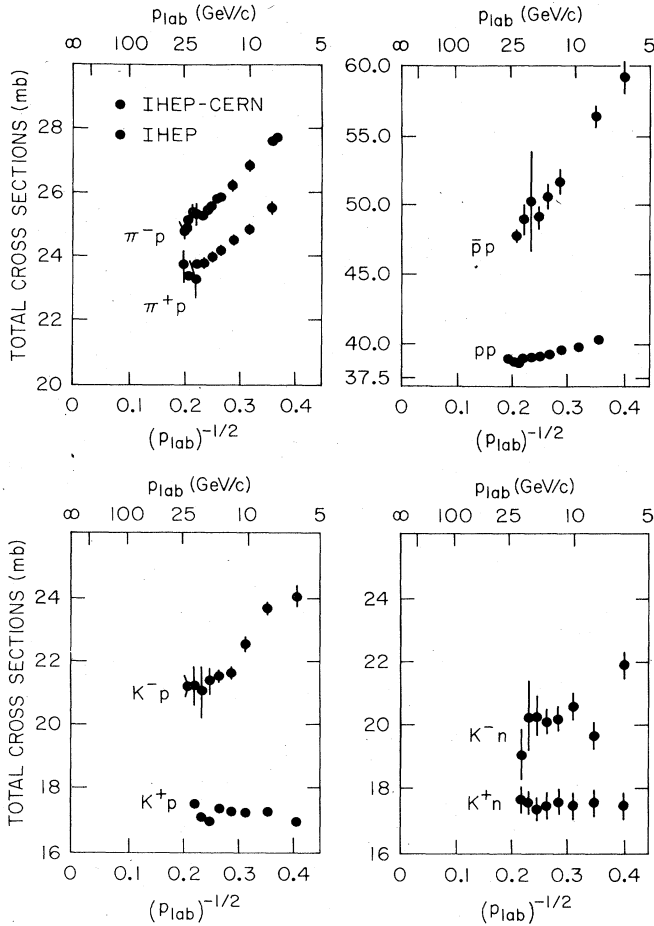 p_lab (GeV/c)
∞ 100 25 10 5
TOTAL CROSS SECTIONS (mb)
28
26
24
22
20
● IHEP-CERN
● IHEP
π⁻p
π⁺p
0 0.1 0.2 0.3 0.4
(p_lab)^-1/2
p_lab (GeV/c)
∞ 100 25 10 5
60.0
50.0
45.0
40.0
37.5
p̄p
pp
0 0.1 0.2 0.3 0.4
(p_lab)^-1/2
p_lab (GeV/c)
∞ 100 25 10 5
TOTAL CROSS SECTIONS (mb)
24
22
20
18
16
K⁻p
K⁺p
0 0.1 0.2 0.3 0.4
(p_lab)^-1/2
p_lab (GeV/c)
∞ 100 25 10 5
24
22
20
18
16
K⁻n
K⁺n
0 0.1 0.2 0.3 0.4
(p_lab)^-1/2